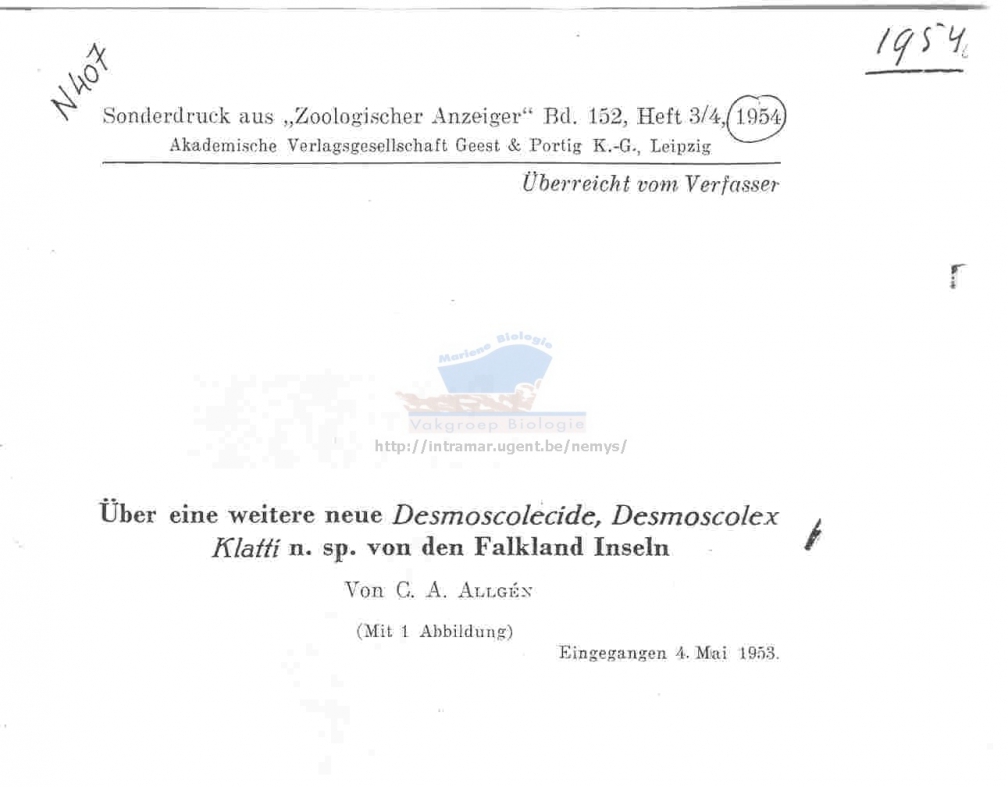 1954
N407
Sonderdruck aus „Zoologischer Anzeiger“ Bd. 152, Heft 3/4, 1954
Akademische Verlagsgesellschaft Geest & Portig K.-G., Leipzig
Überreicht vom Verfasser
Mariene Biologie
Vakgroep Biologie
http://intramar.ugent.be/nemys/
Über eine weitere neue Desmoscolecide, Desmoscolex
Klatti n. sp. von den Falkland Inseln
Von C. A. ALLGÉN
(Mit 1 Abbildung)
Eingegangen 4. Mai 1953.